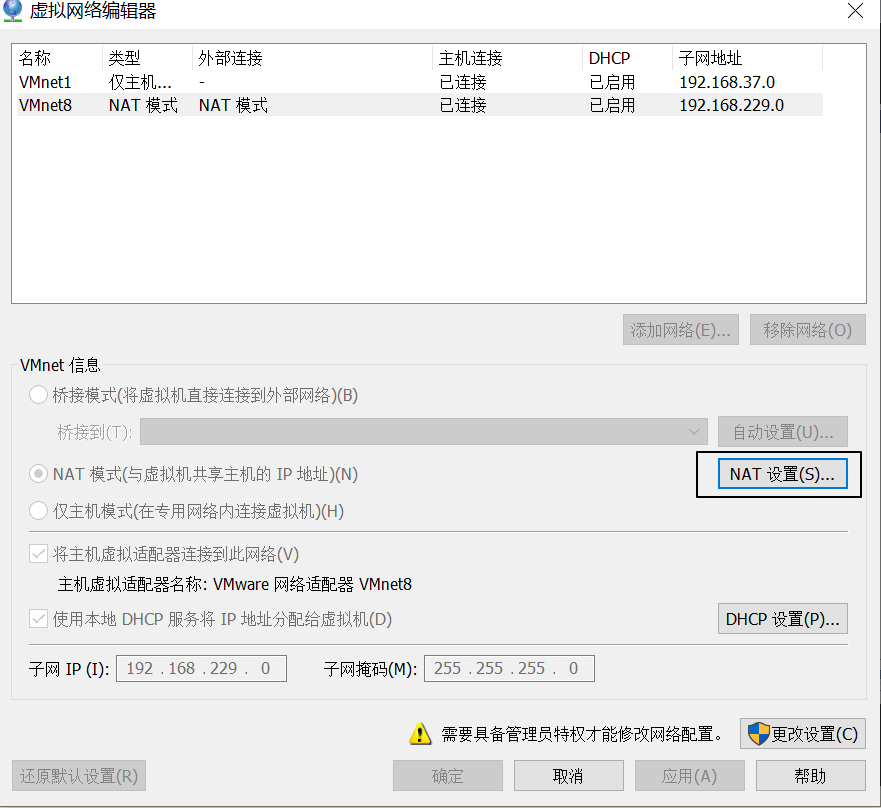 虚拟网络编辑器
名称 类型 外部连接 主机连接 DHCP 子网地址
VMnet1 仅主机... - 已连接 已启用 192.168.37.0
VMnet8 NAT 模式 NAT 模式 已连接 已启用 192.168.229.0
添加网络(E)... 移除网络(O)
VMnet 信息
桥接模式(将虚拟机直接连接到外部网络)(B)
桥接到(T): 自动设置(U)...
NAT 模式(与虚拟机共享主机的 IP 地址)(N) NAT 设置(S)...
仅主机模式(在专用网络内连接虚拟机)(H)
将主机虚拟适配器连接到此网络(V)
主机虚拟适配器名称: VMware 网络适配器 VMnet8
使用本地 DHCP 服务将 IP 地址分配给虚拟机(D) DHCP 设置(P)...
子网 IP (I): 192 . 168 . 229 . 0 子网掩码(M): 255 . 255 . 255 . 0
需要具备管理员特权才能修改网络配置。 更改设置(C)
还原默认设置(R) 确定 取消 应用(A) 帮助